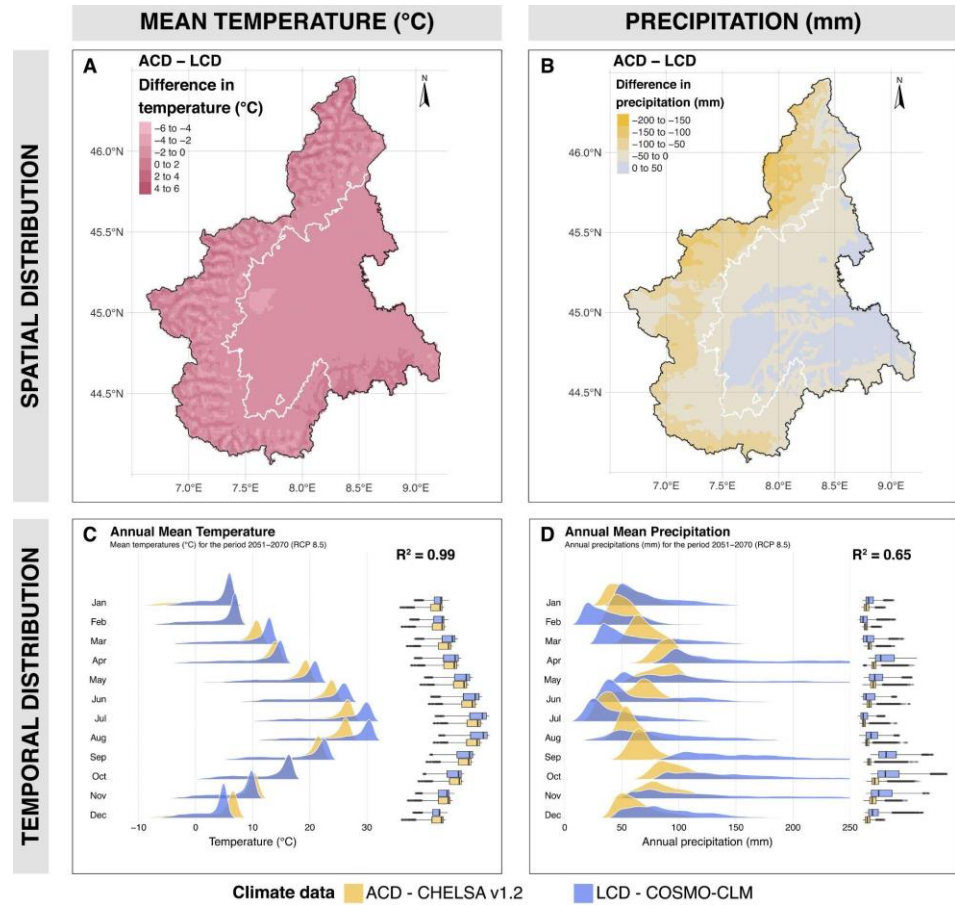 MEAN TEMPERATURE (°C)
PRECIPITATION (mm)
SPATIAL DISTRIBUTION
A
ACD – LCD
Difference in
temperature (°C)
−6 to −4
−4 to −2
−2 to 0
0 to 2
2 to 4
4 to 6
N
46.0°N
45.5°N
45.0°N
44.5°N
7.0°E 7.5°E 8.0°E 8.5°E 9.0°E
B
ACD – LCD
Difference in
precipitation (mm)
−200 to −150
−150 to −100
−100 to −50
−50 to 0
0 to 50
N
46.0°N
45.5°N
45.0°N
44.5°N
7.0°E 7.5°E 8.0°E 8.5°E 9.0°E
TEMPORAL DISTRIBUTION
C Annual Mean Temperature
Mean temperatures (°C) for the period 2051−2070 (RCP 8.5)
R² = 0.99
Jan
Feb
Mar
Apr
May
Jun
Jul
Aug
Sep
Oct
Nov
Dec
−10 0 10 20 30
Temperature (°C)
D Annual Mean Precipitation
Annual precipitations (mm) for the period 2051−2070 (RCP 8.5)
R² = 0.65
Jan
Feb
Mar
Apr
May
Jun
Jul
Aug
Sep
Oct
Nov
Dec
0 50 100 150 200 250
Annual precipitation (mm)
Climate data ACD - CHELSA v1.2 LCD - COSMO-CLM